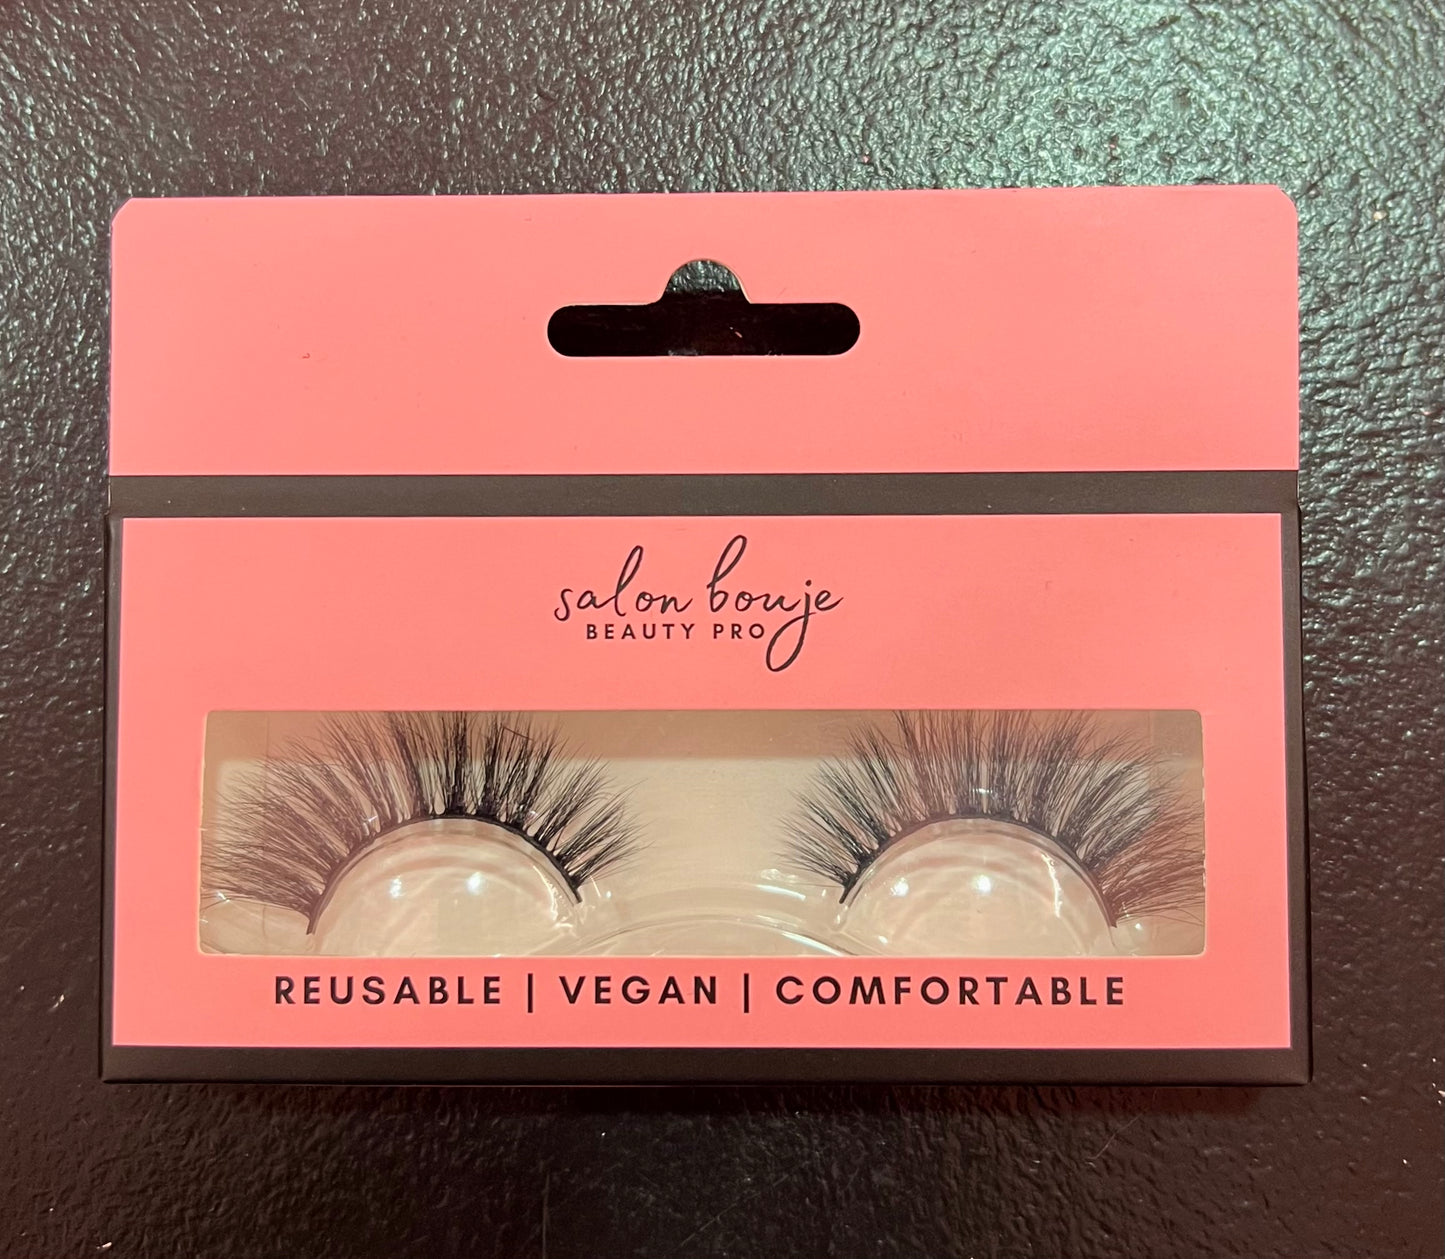 salon bouje
BEAUTY PRO
REUSABLE | VEGAN | COMFORTABLE